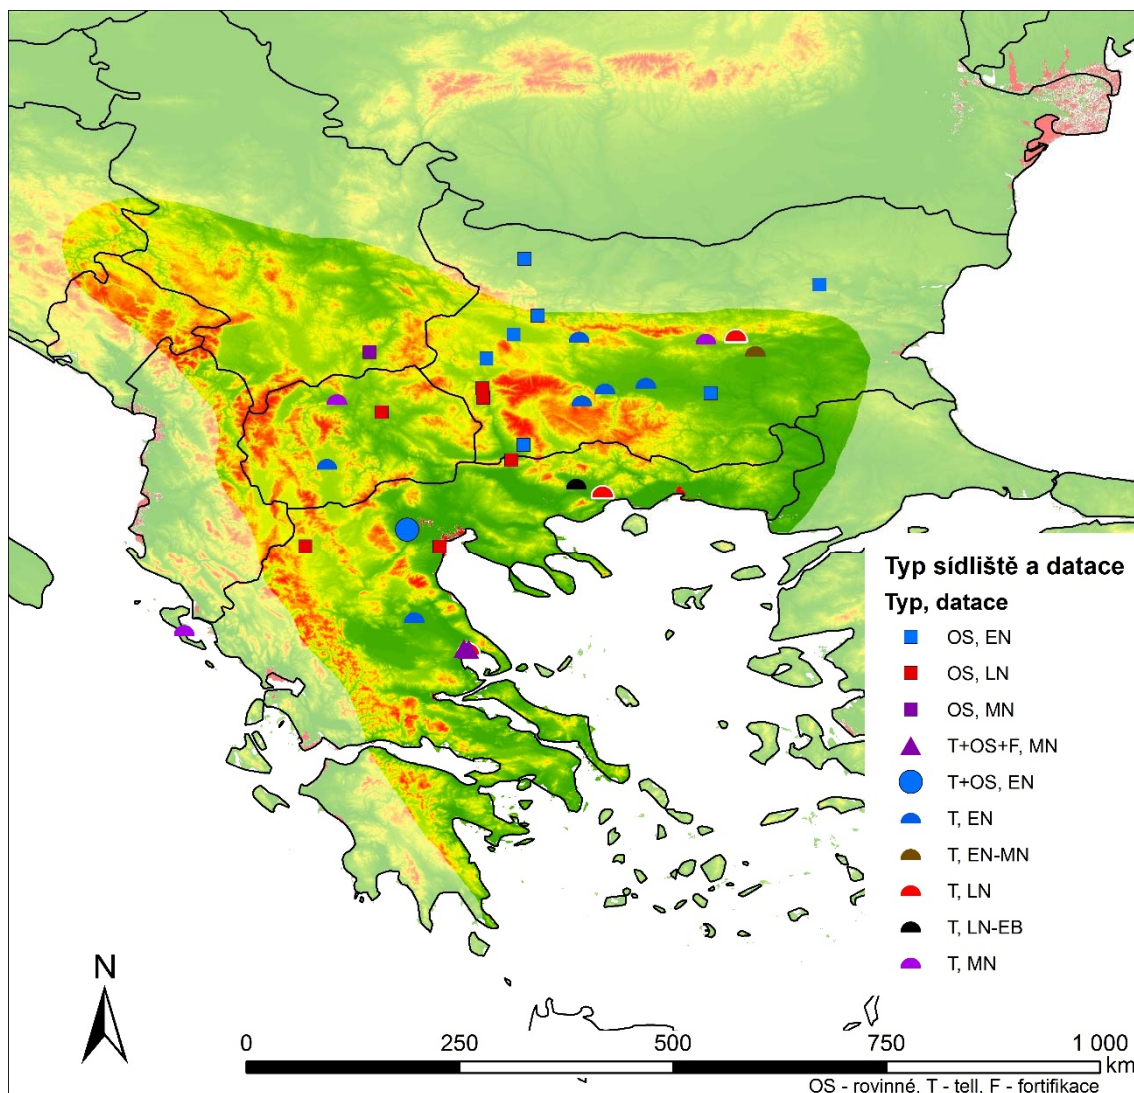 Typ sídliště a datace
Typ, datace
OS, EN
OS, LN
OS, MN
T+OS+F, MN
T+OS, EN
T, EN
T, EN-MN
T, LN
T, LN-EB
T, MN
N
0 250 500 750 1 000
km
OS - rovinné, T - tell, F - fortifikace